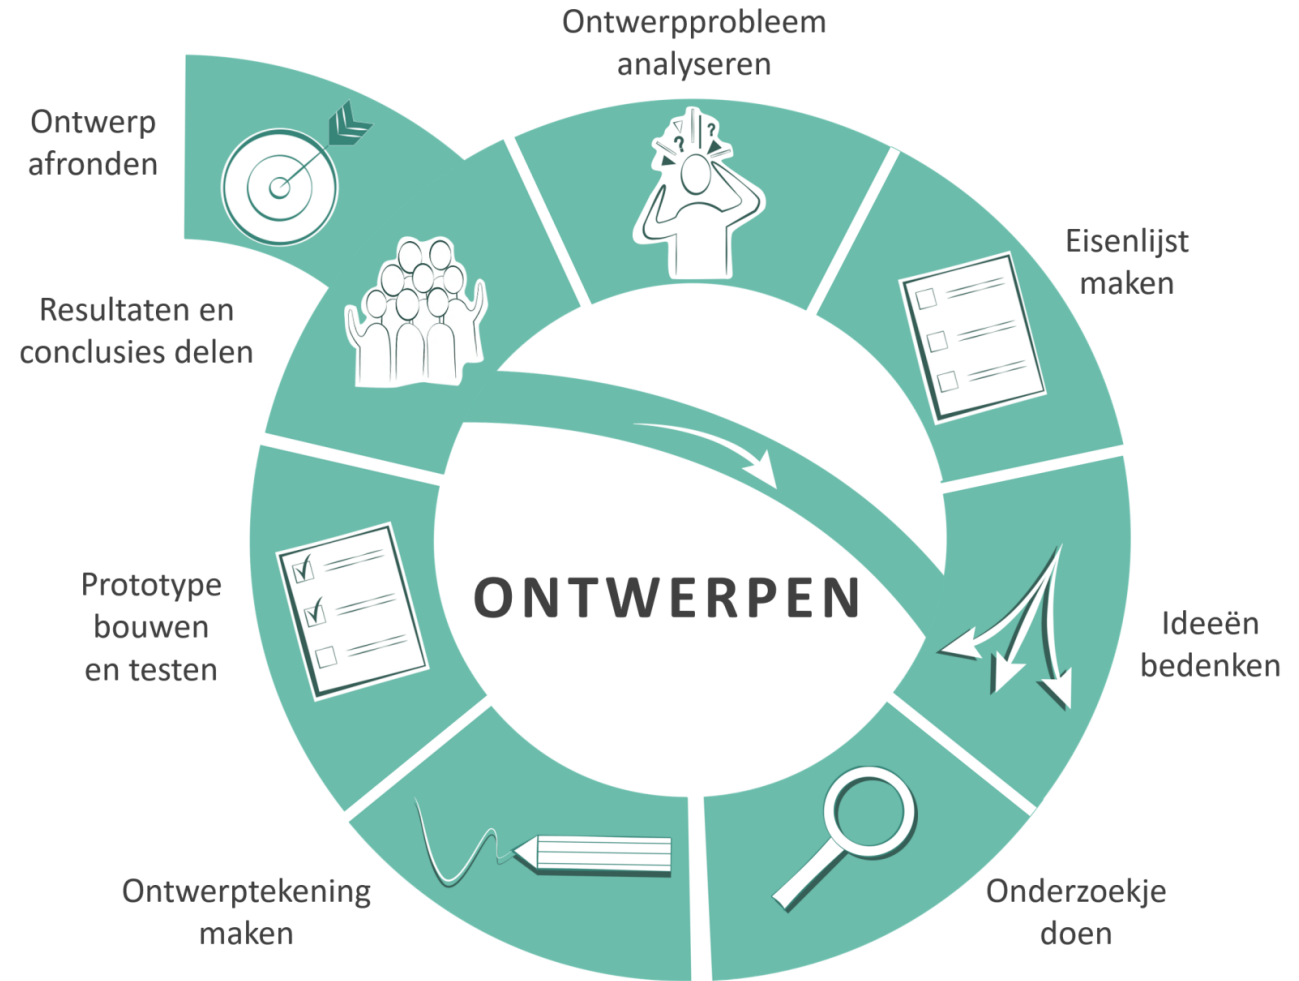 Ontwerpprobleem
analyseren
Eisenlijst
maken
Ideeën
bedenken
Onderzoekje
doen
Ontwerptekening
maken
Prototype
bouwen
en testen
Resultaten en
conclusies delen
Ontwerp
afronden
? ?
ONTWERPEN